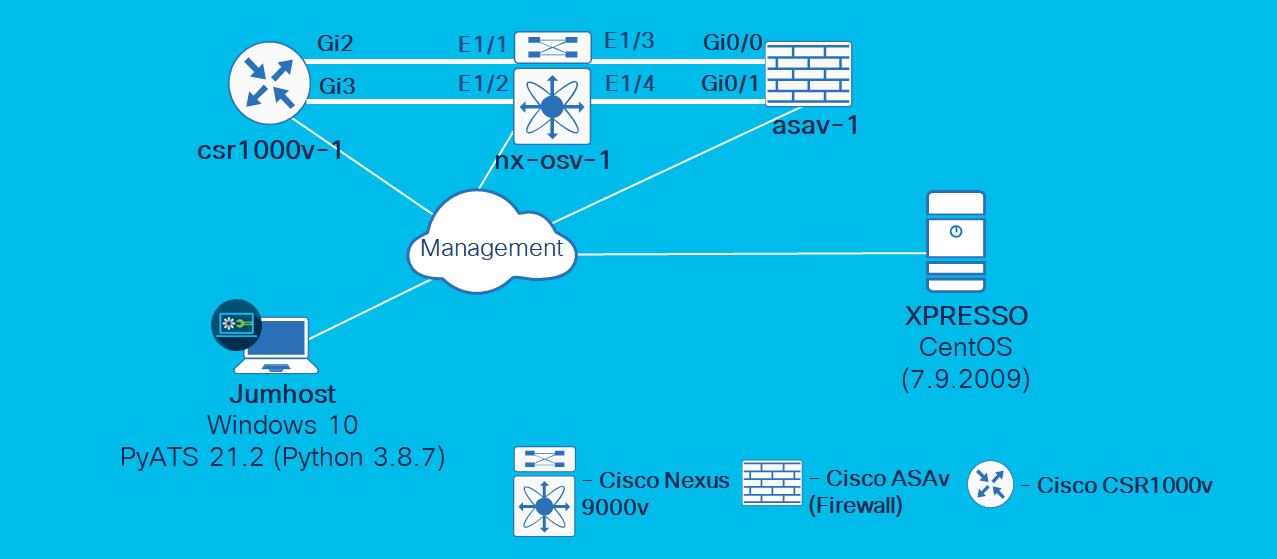 Gi2
E1/1
E1/3
Gi0/0
Gi3
E1/2
E1/4
Gi0/1
csr1000v-1
nx-osv-1
asav-1
Management
XPRESSO
CentOS
(7.9.2009)
Jumhost
Windows 10
PyATS 21.2 (Python 3.8.7)
- Cisco Nexus
9000v
- Cisco ASAv
(Firewall)
- Cisco CSR1000v